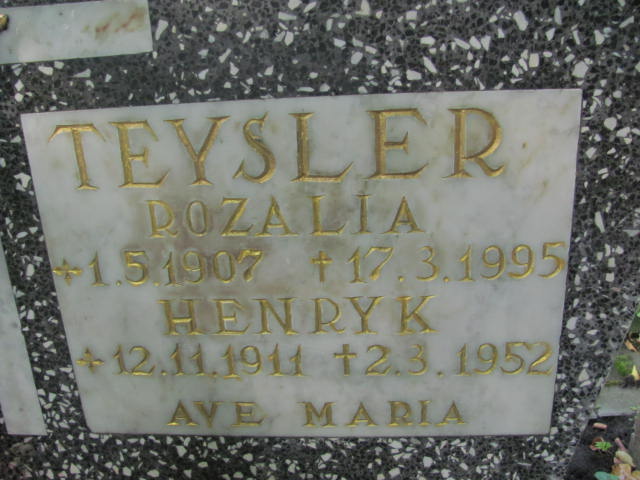 TEYSLER
ROZALIA
+1.5.1907 †17.3.1995
HENRYK
+12.11.1911 †2.3.1952
AVE MARIA